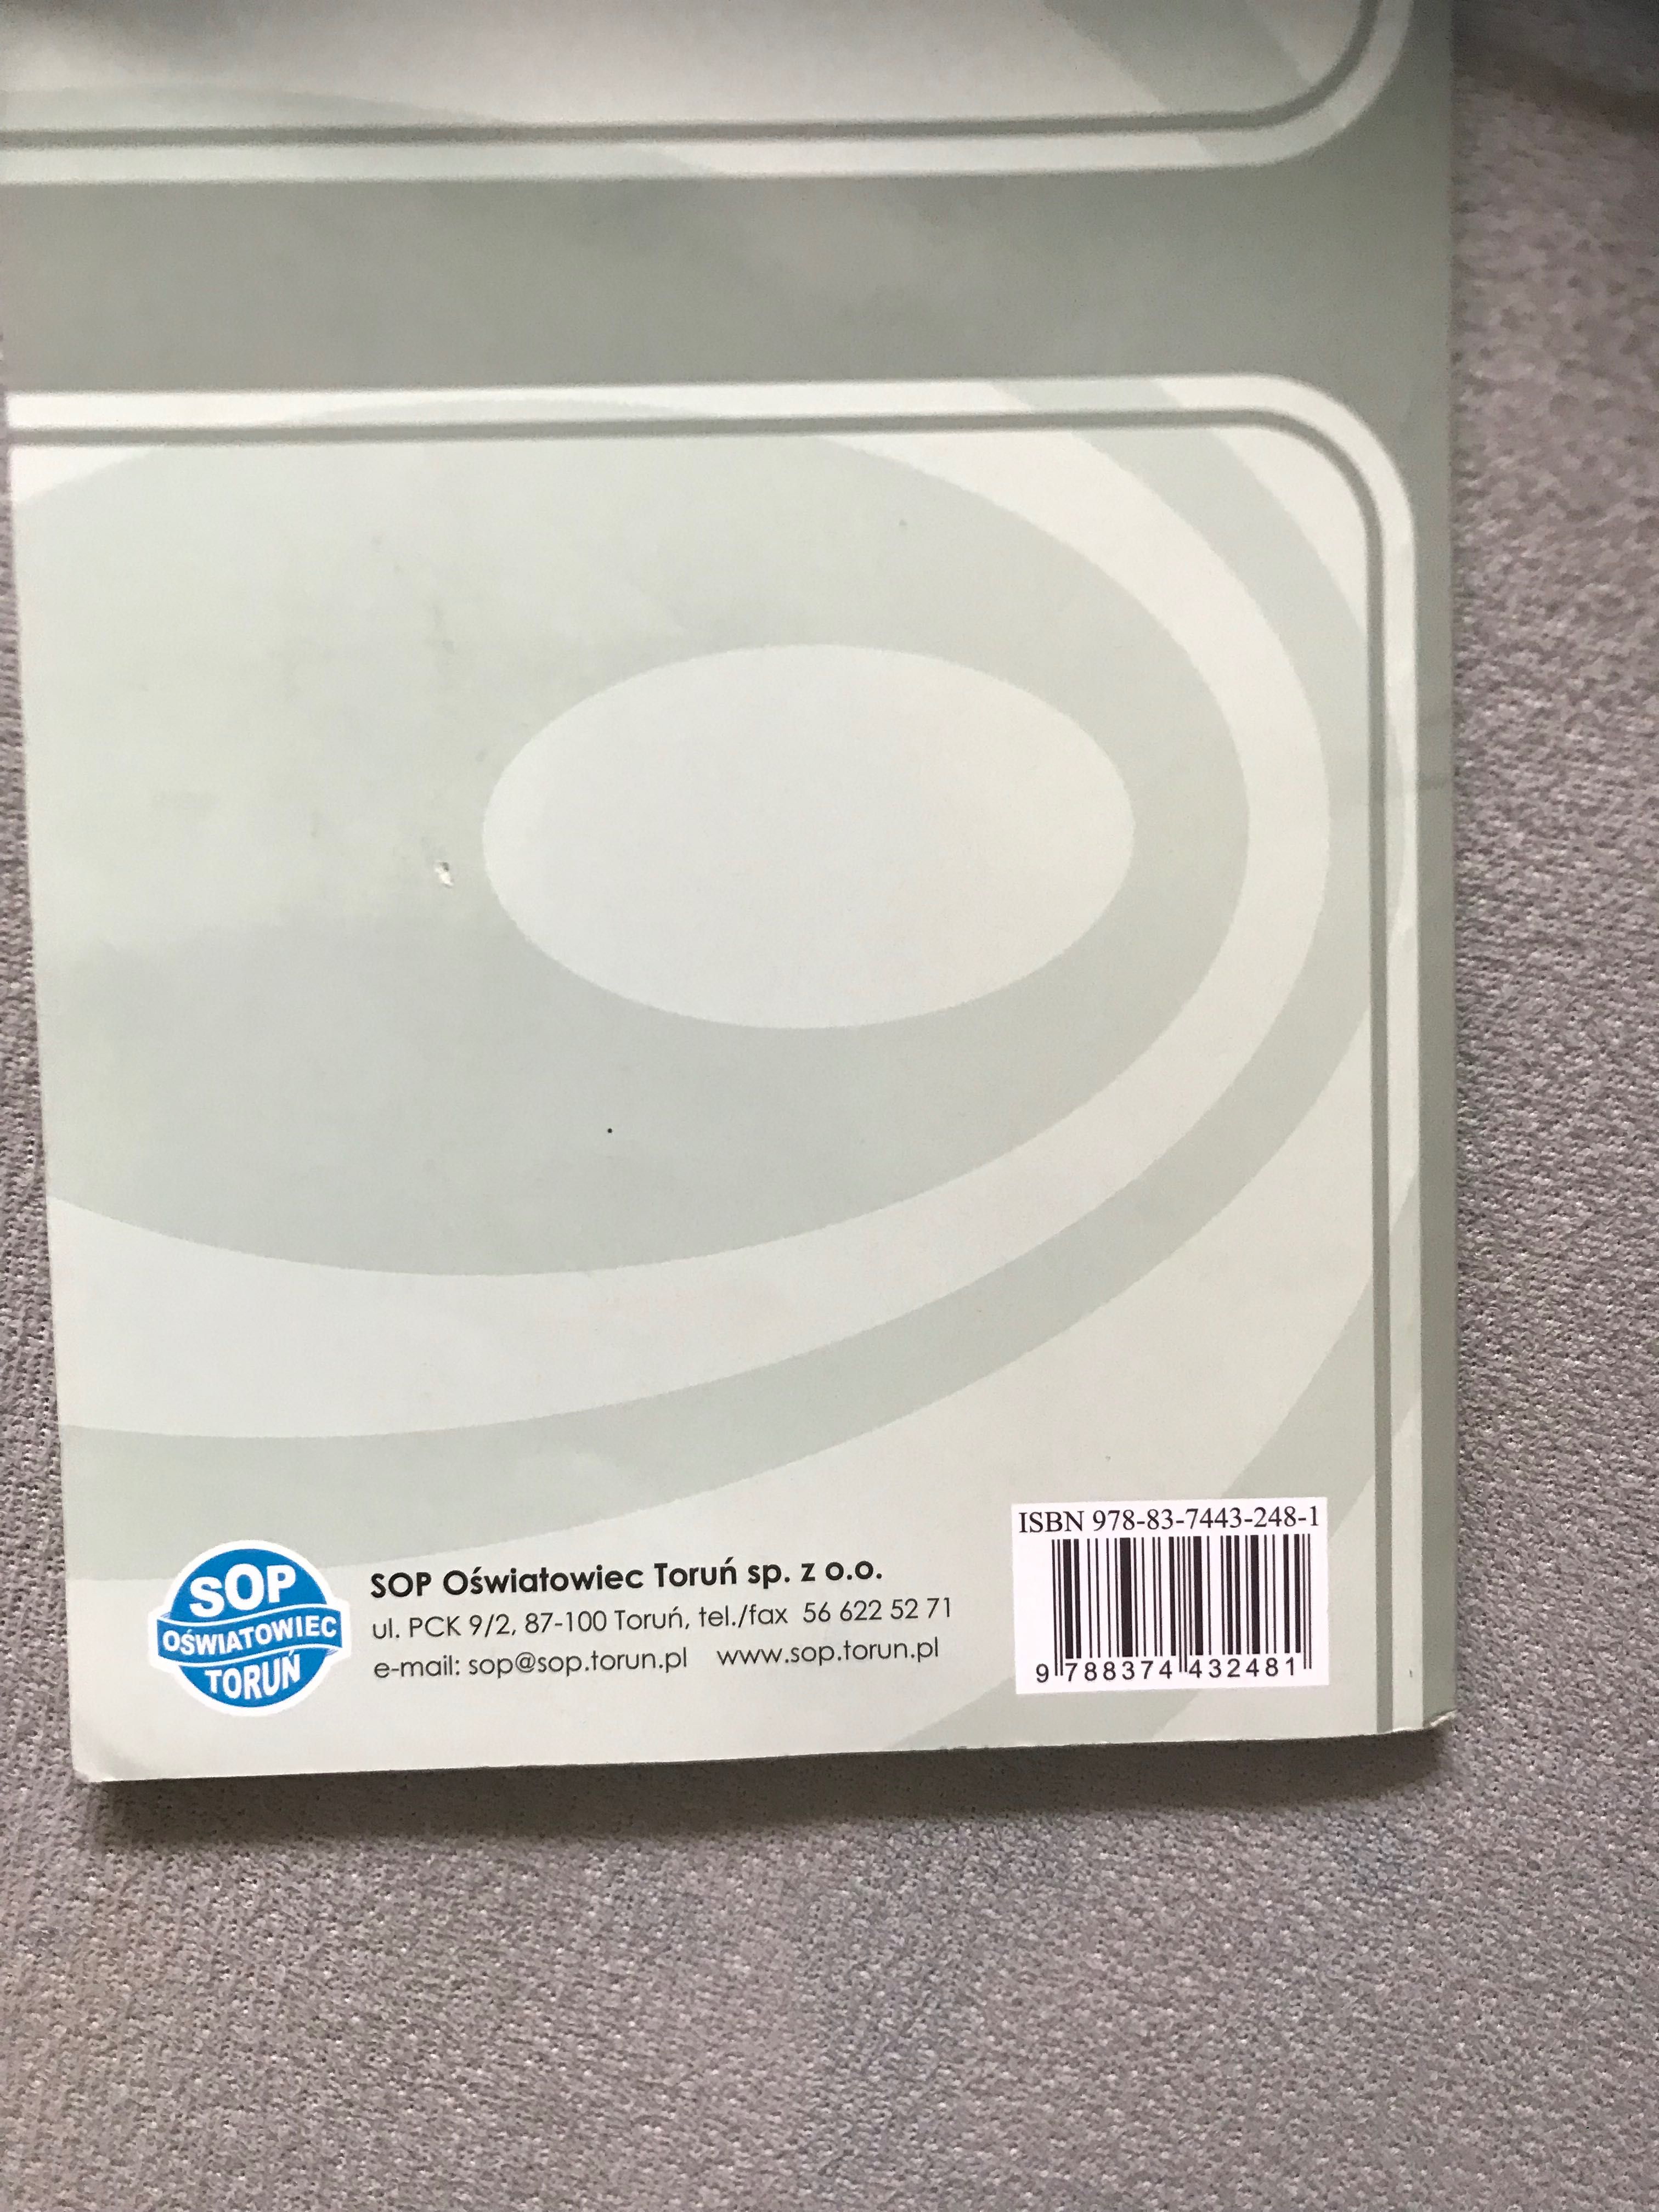 SOP
OŚWIATOWIEC
TORUŃ
SOP Oświatowiec Toruń sp. z o.o.
ul. PCK 9/2, 87-100 Toruń, tel./fax 56 622 52 71
e-mail: sop@sop.torun.pl www.sop.torun.pl
ISBN 978-83-7443-248-1
9 788374 432481